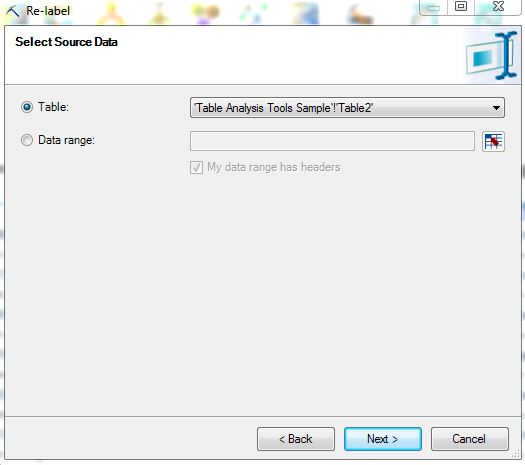 Re-label
Select Source Data
Table:
'Table Analysis Tools Sample'!'Table2'
Data range:
My data range has headers
< Back
Next >
Cancel